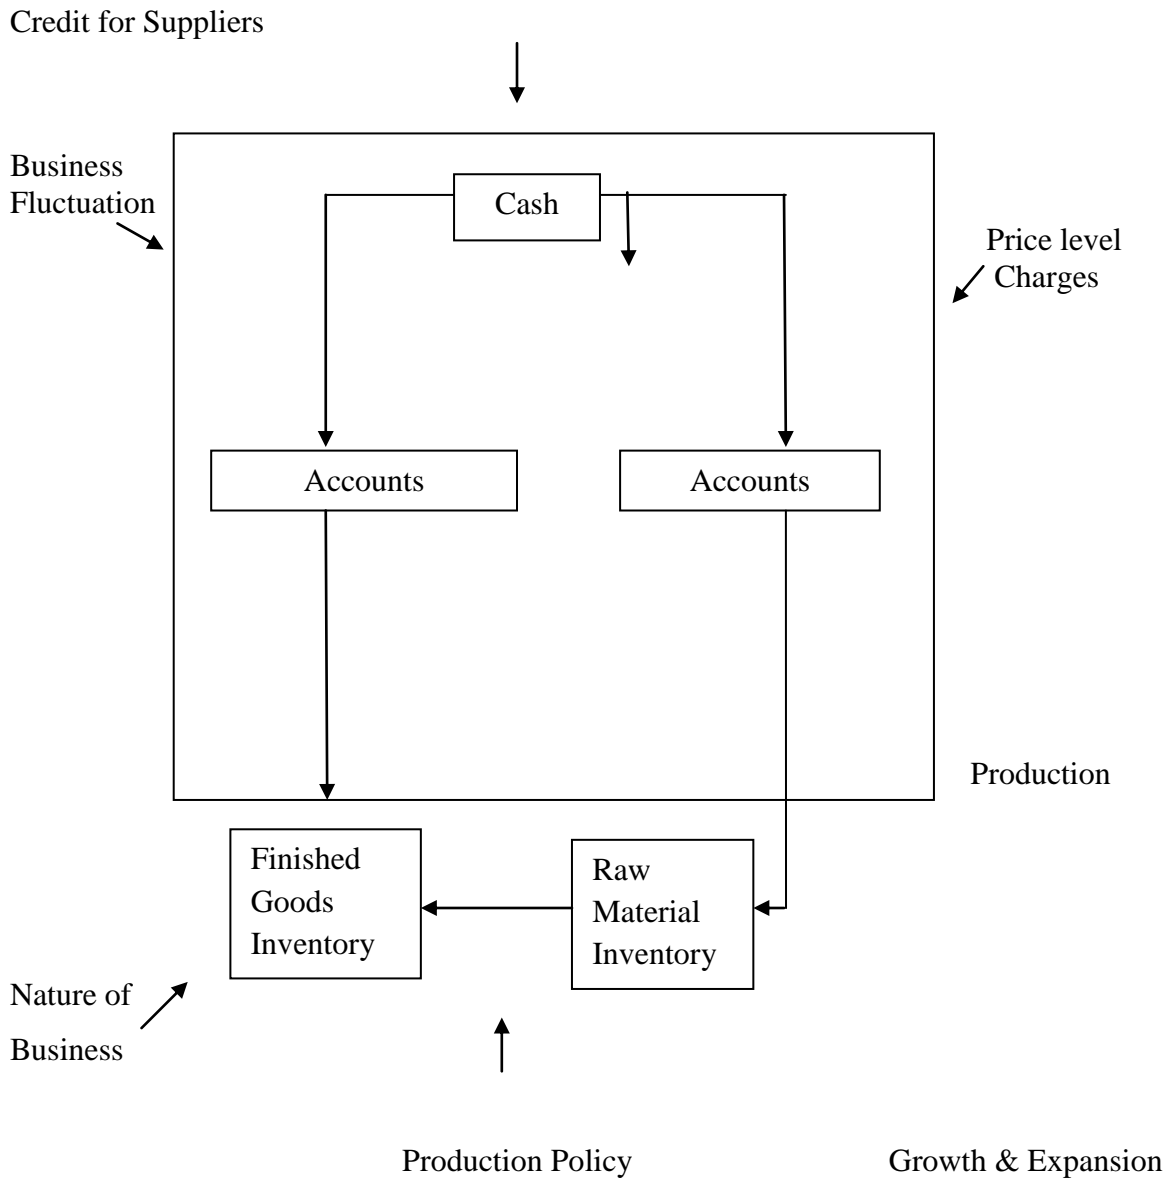 Credit for Suppliers
Business
Fluctuation
Cash
Price level
Charges
Accounts
Accounts
Production
Finished
Goods
Inventory
Raw
Material
Inventory
Nature of
Business
Production Policy
Growth & Expansion